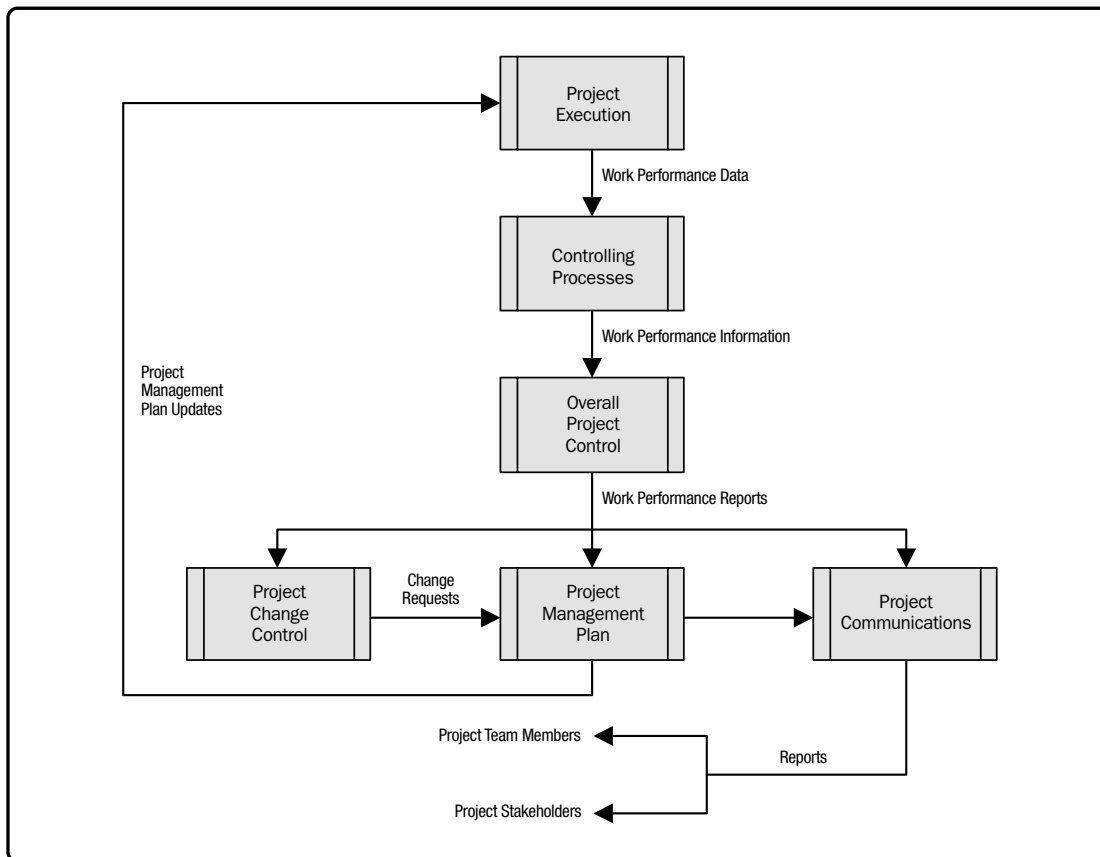 Project
Execution
Work Performance Data
Controlling
Processes
Work Performance Information
Project
Management
Plan Updates
Overall
Project
Control
Work Performance Reports
Project
Change
Control
Change
Requests
Project
Management
Plan
Project
Communications
Project Team Members
Reports
Project Stakeholders